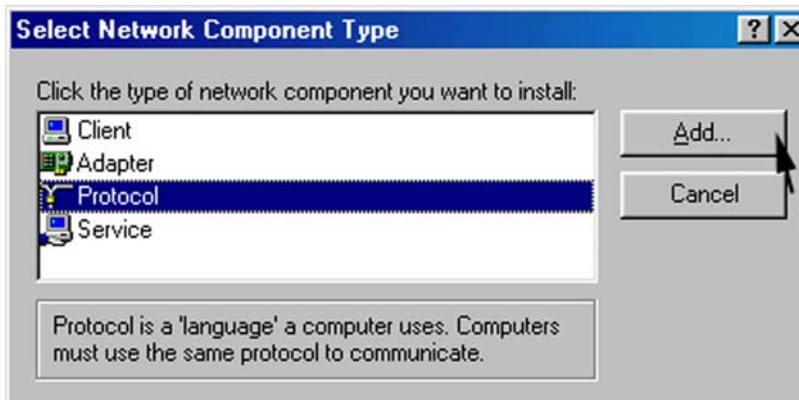 Select Network Component Type
Click the type of network component you want to install:
Client
Adapter
Protocol
Service
Add...
Cancel
Protocol is a 'language' a computer uses. Computers
must use the same protocol to communicate.